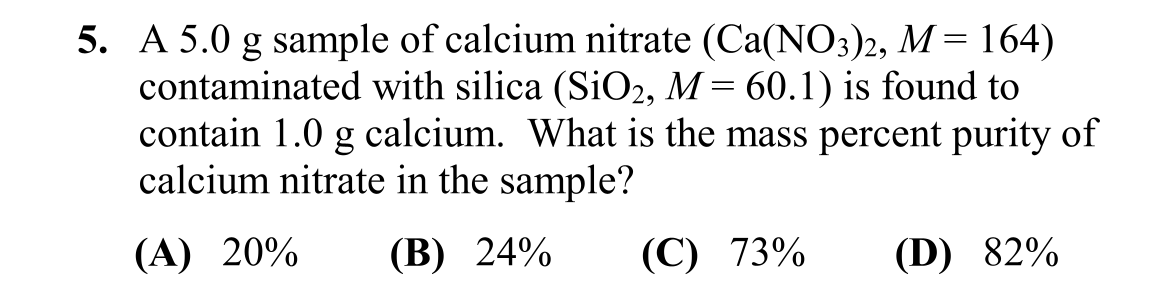 5. A 5.0 g sample of calcium nitrate (Ca(NO3)2, M = 164)
contaminated with silica (SiO2, M = 60.1) is found to
contain 1.0 g calcium. What is the mass percent purity of
calcium nitrate in the sample?
(A) 20% (B) 24% (C) 73% (D) 82%